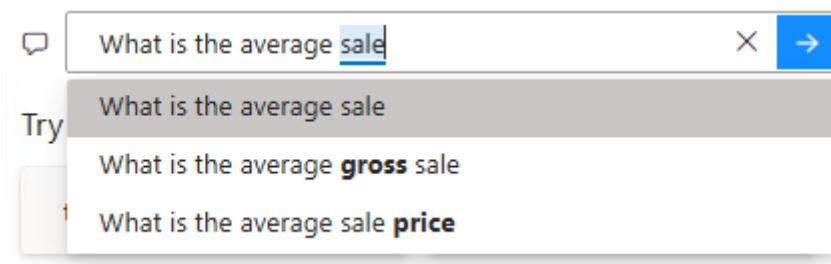 What is the average sale
What is the average sale
Try
What is the average gross sale
What is the average sale price